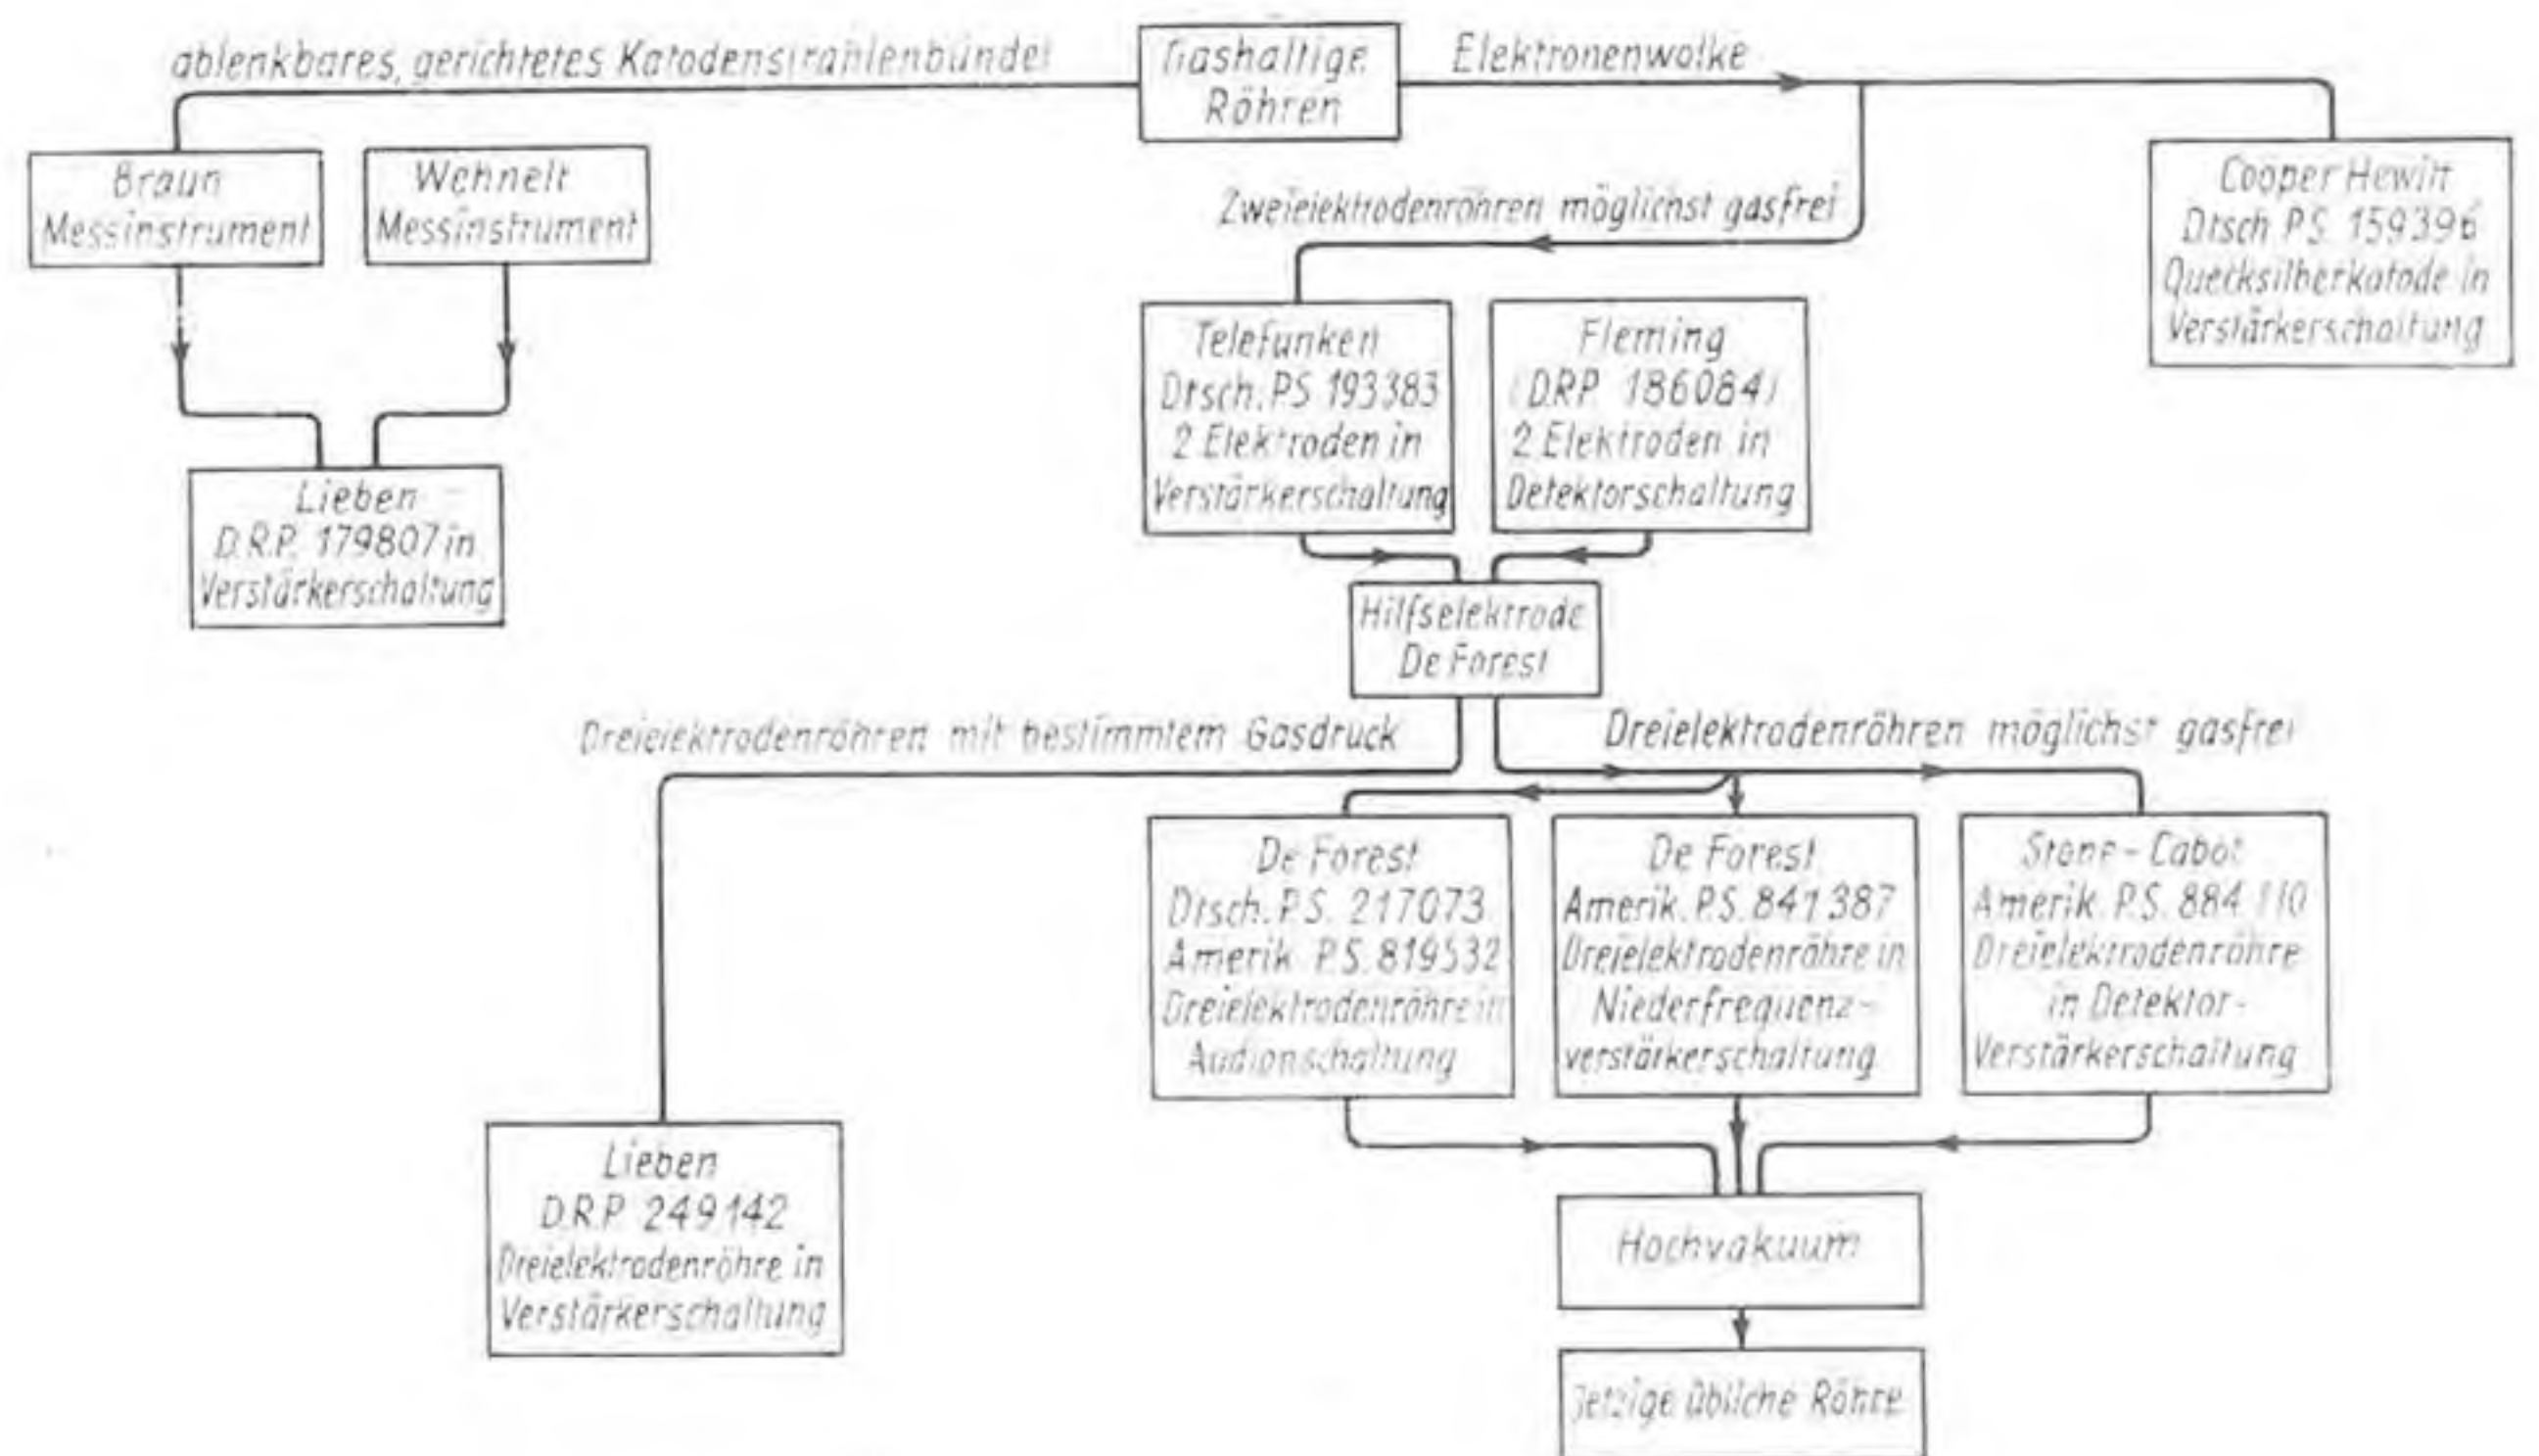 ablenkbares, gerichtetes Katodenstrahlenbündel
Gashaltige
Röhren
Elektronenwolke
Braun
Messinstrument
Wehnelt
Messinstrument
Cooper Hewitt
Dtsch. P.S. 159396
Quecksilberkatode in
Verstärkerschaltung
Zweielektrodenröhren möglichst gasfrei
Telefunken
Dtsch. P.S 193383
2 Elektroden in
Verstärkerschaltung
Fleming
(D.R.P. 186084)
2 Elektroden in
Detektorschaltung
Lieben
D.R.P. 179807 in
Verstärkerschaltung
Hilfselektrode
De Forest
Dreielektrodenröhren mit bestimmtem Gasdruck
Dreielektrodenröhren möglichst gasfrei
De Forest
Dtsch. P.S. 217073
Amerik. P.S. 819532
Dreielektrodenröhre in
Audionschaltung
De Forest
Amerik. P.S. 841387
Dreielektrodenröhre in
Niederfrequenz-
verstärkerschaltung
Stone-Cabot
Amerik. P.S. 884110
Dreielektrodenröhre
in Detektor-
Verstärkerschaltung
Lieben
D.R.P. 249142
Dreielektrodenröhre in
Verstärkerschaltung
Hochvakuum
Jetzige übliche Röhre